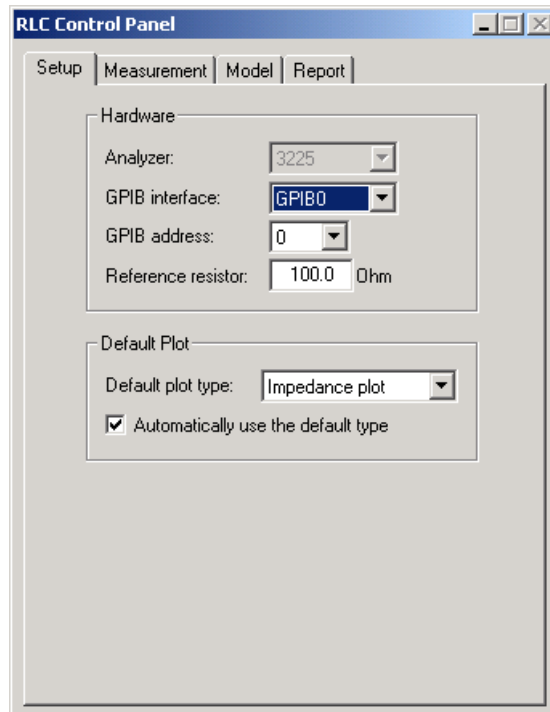 RLC Control Panel
Setup Measurement Model Report
Hardware
Analyzer: 3225
GPIB interface: GPIB0
GPIB address: 0
Reference resistor: 100.0 Ohm
Default Plot
Default plot type: Impedance plot
Automatically use the default type